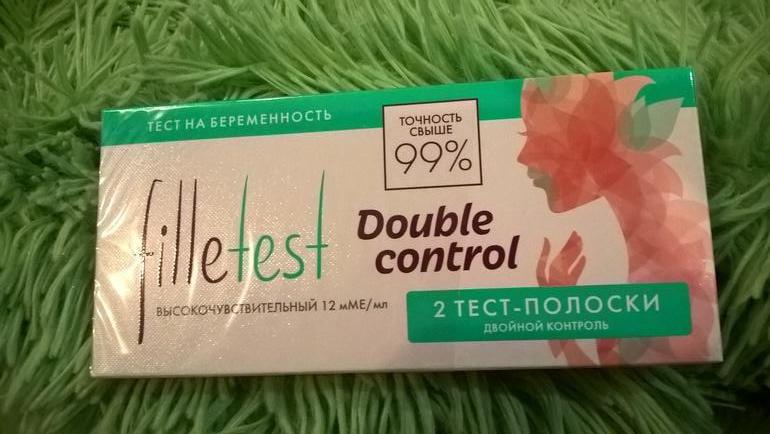 ТЕСТ НА БЕРЕМЕННОСТЬ
ТОЧНОСТЬ
СВЫШЕ
99%
filletest
Double
control
ВЫСОКОЧУВСТВИТЕЛЬНЫЙ 12 мМЕ/мл
2 ТЕСТ-ПОЛОСКИ
ДВОЙНОЙ КОНТРОЛЬ